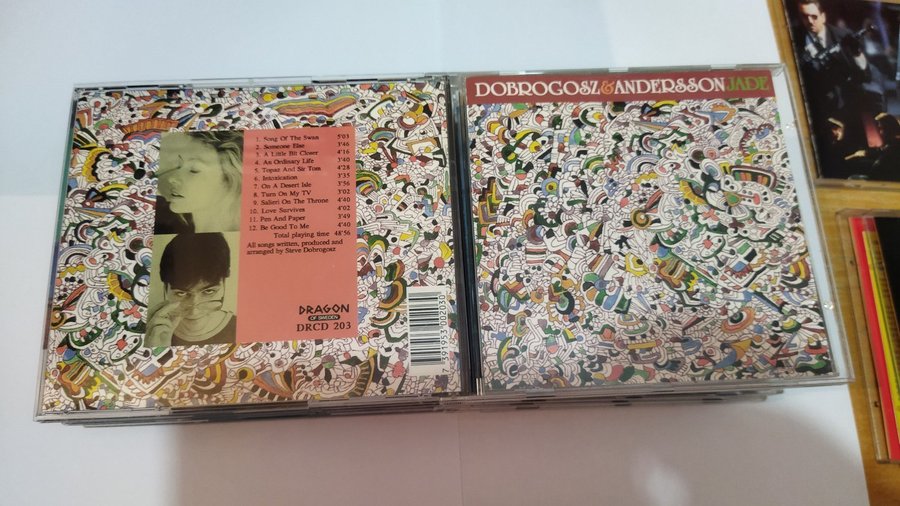 1. Song Of The Swan 5'03
2. Someone Else 3'46
3. A Little Bit Closer 4'16
4. An Ordinary Life 3'40
5. Topaz And Sir Tom 4'28
6. Intoxication 3'35
7. On A Desert Isle 3'56
8. Turn On My TV 3'02
9. Salieri On The Throne 4'40
10. Love Survives 4'02
11. Pen And Paper 3'49
12. Be Good To Me 4'40
Total playing time 48'56
All songs written, produced and
arranged by Steve Dobrogosz
DRAGON
OF SWEDEN
DRCD 203
7 391953 002030
DOBROGOSZ&ANDERSSONJADE